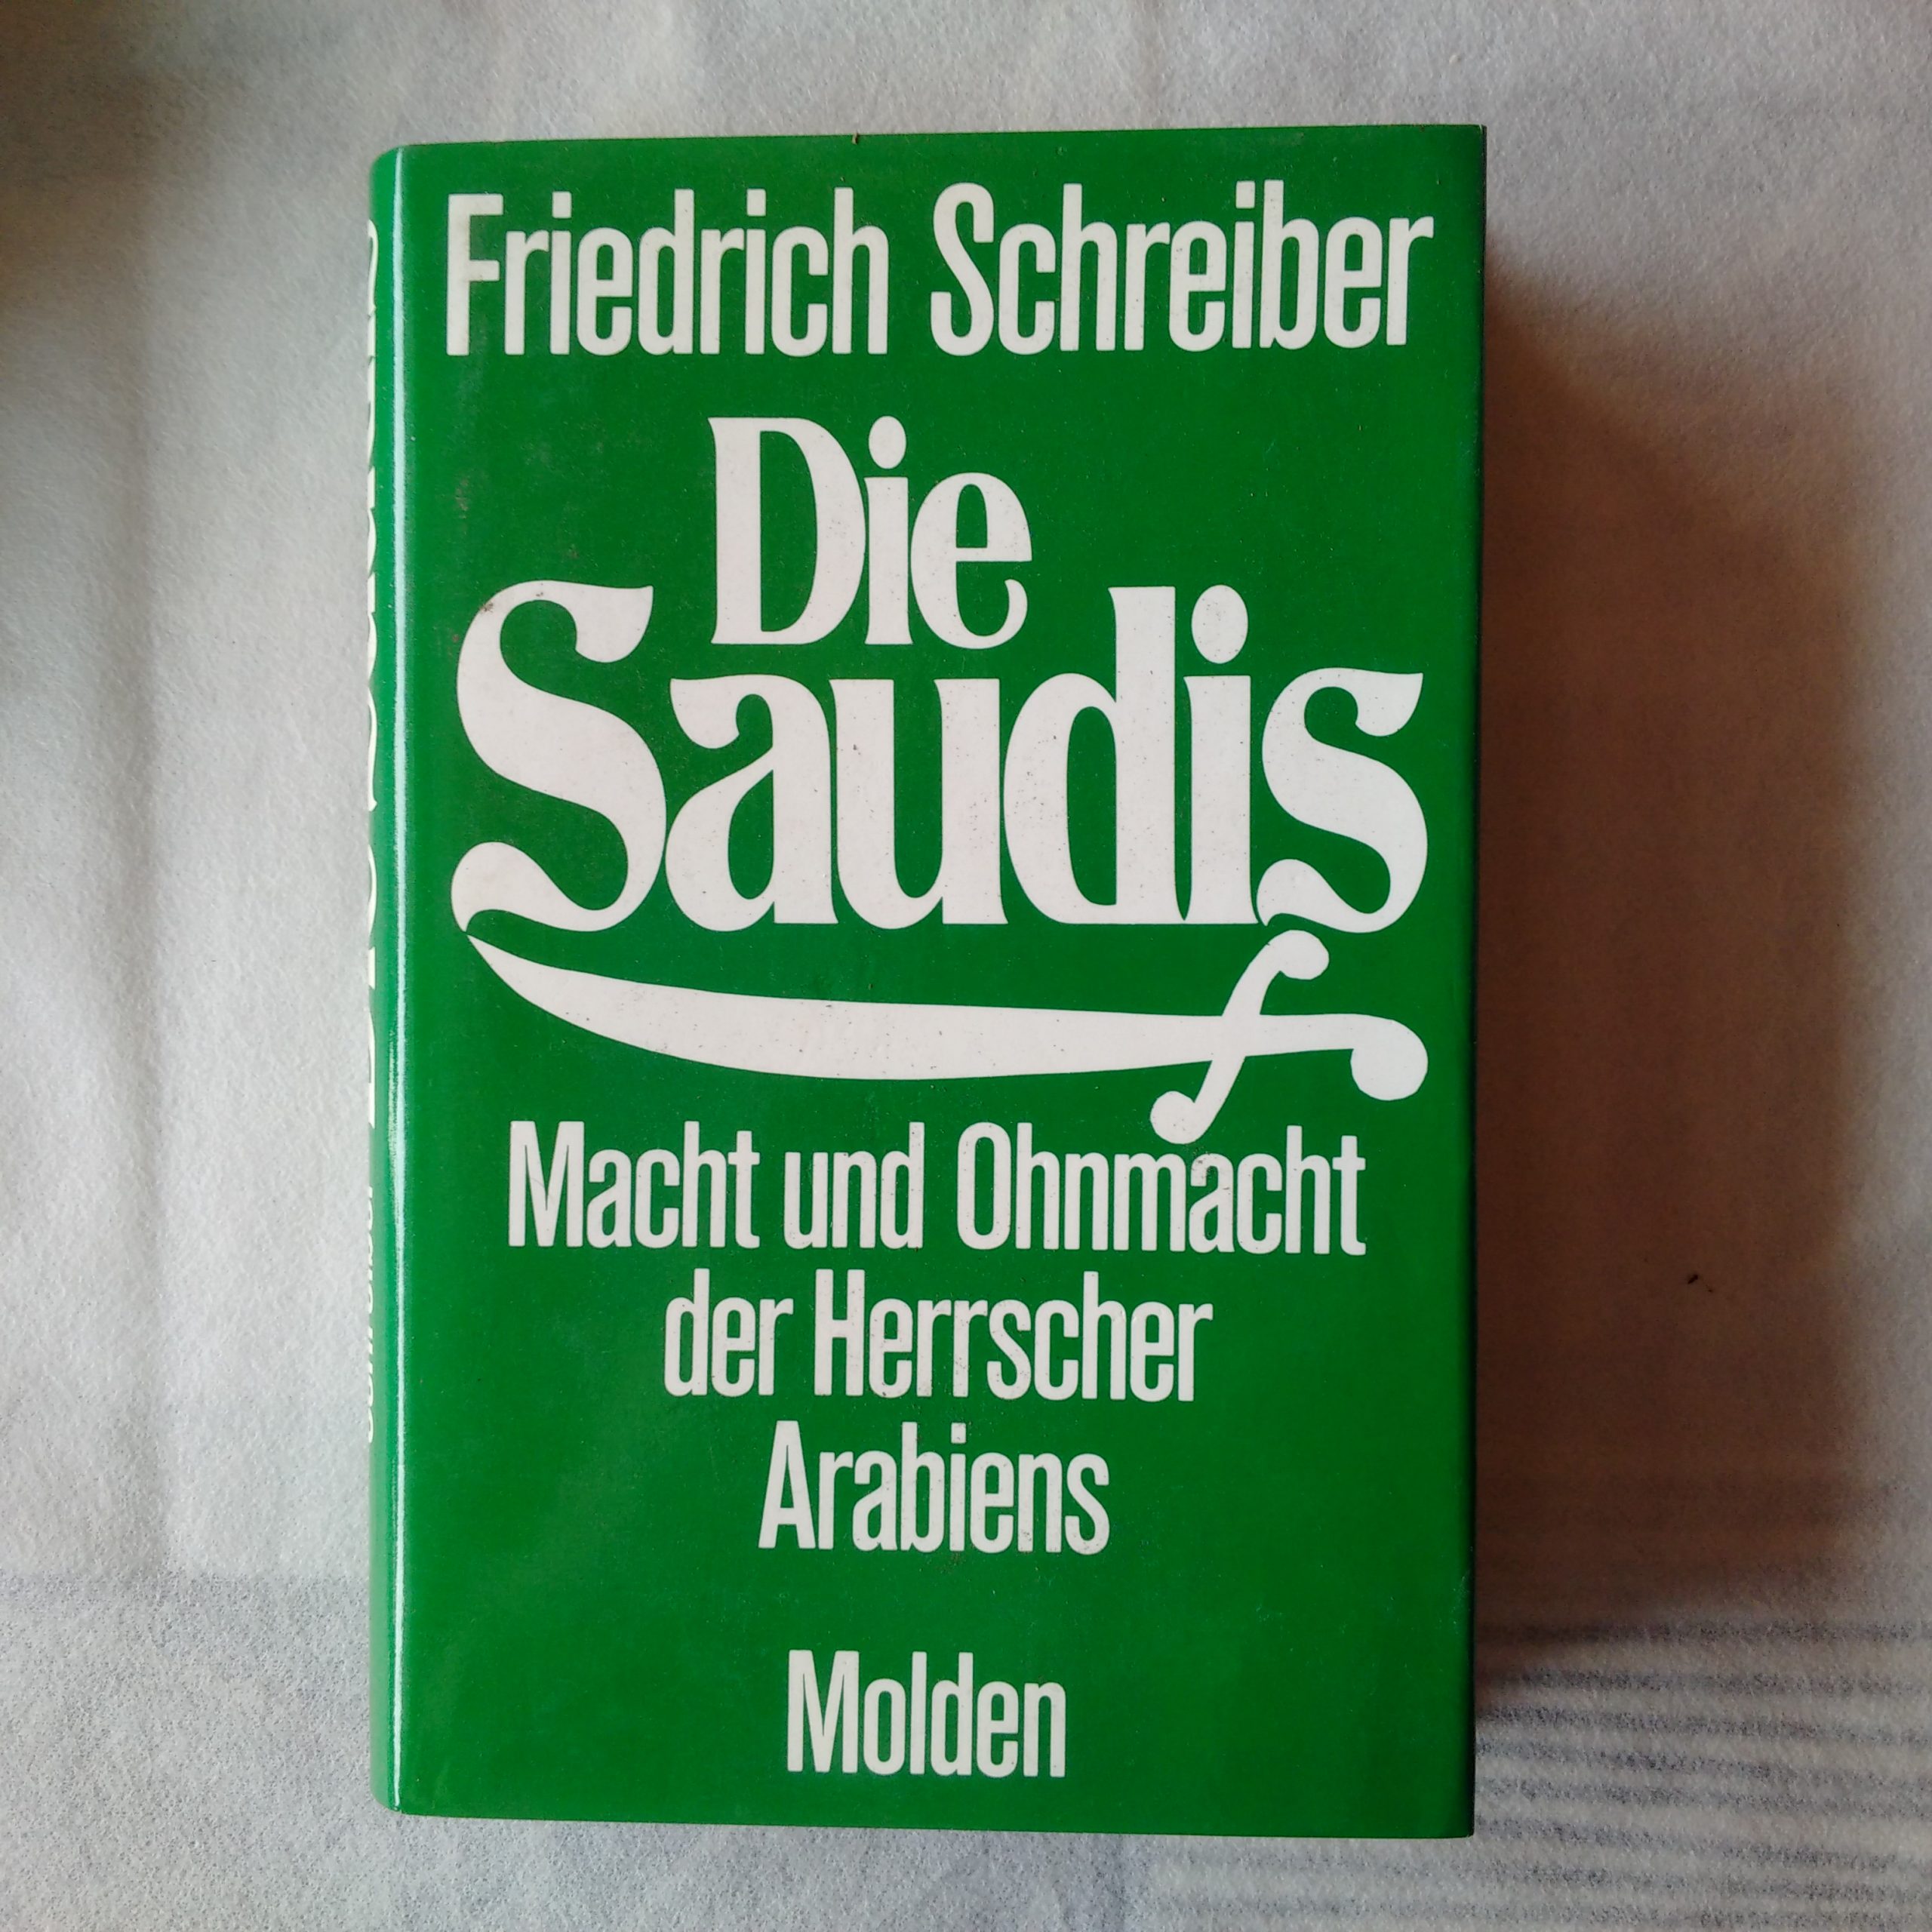 Friedrich Schreiber
Die
Saudis
Macht und Ohnmacht
der Herrscher
Arabiens
Molden